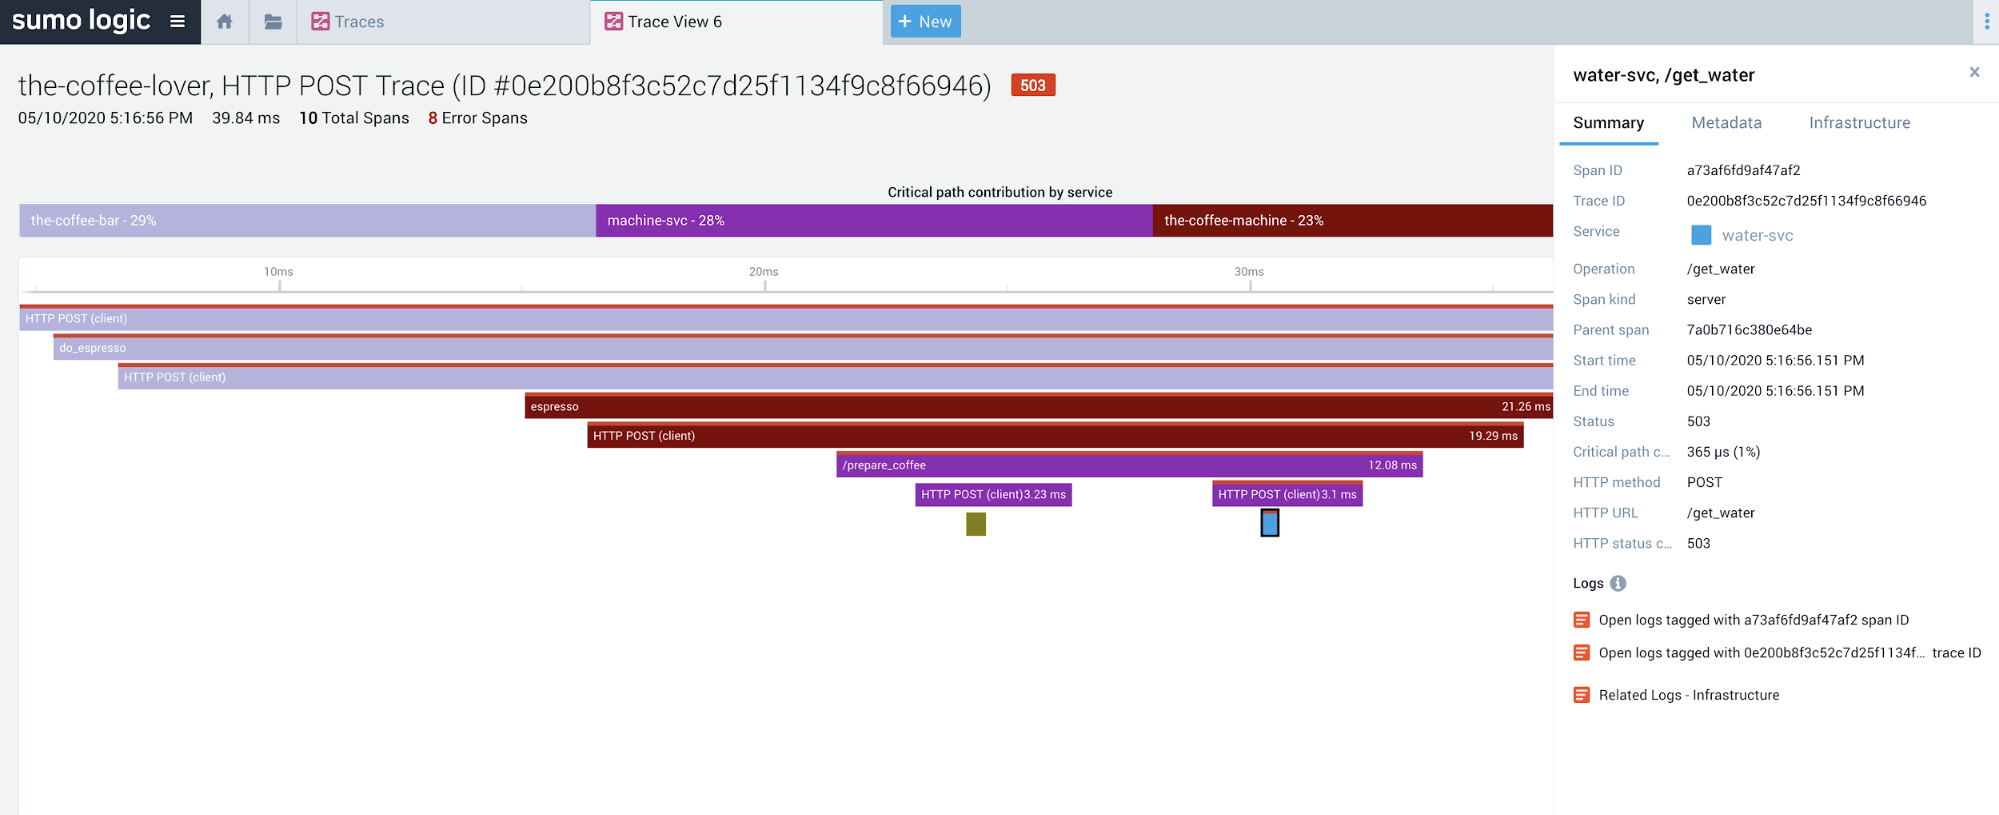 sumo logic
Traces
Trace View 6
+ New
the-coffee-lover, HTTP POST Trace (ID #0e200b8f3c52c7d25f1134f9c8f66946) 503
05/10/2020 5:16:56 PM 39.84 ms 10 Total Spans 8 Error Spans
Critical path contribution by service
the-coffee-bar - 29% machine-svc - 28% the-coffee-machine - 23%
10ms 20ms 30ms
HTTP POST (client)
do_espresso
HTTP POST (client)
espresso 21.26 ms
HTTP POST (client) 19.29 ms
/prepare_coffee 12.08 ms
HTTP POST (client) 3.23 ms HTTP POST (client) 3.1 ms
water-svc, /get_water
Summary Metadata Infrastructure
Span ID a73af6fd9af47af2
Trace ID 0e200b8f3c52c7d25f1134f9c8f66946
Service water-svc
Operation /get_water
Span kind server
Parent span 7a0b716c380e64be
Start time 05/10/2020 5:16:56.151 PM
End time 05/10/2020 5:16:56.151 PM
Status 503
Critical path c... 365 µs (1%)
HTTP method POST
HTTP URL /get_water
HTTP status c... 503
Logs
Open logs tagged with a73af6fd9af47af2 span ID
Open logs tagged with 0e200b8f3c52c7d25f1134f... trace ID
Related Logs - Infrastructure